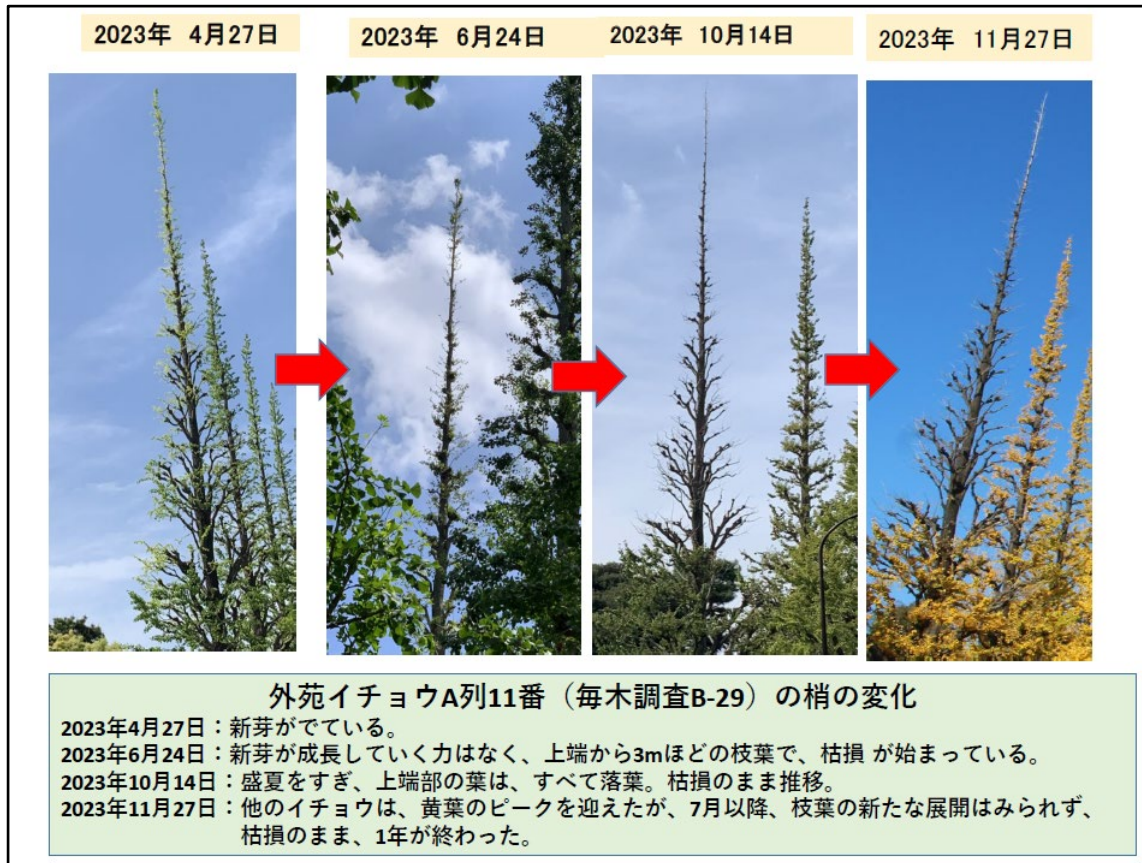 2023年 4月27日
2023年 6月24日
2023年 10月14日
2023年 11月27日
外苑イチョウA列11番（毎木調査B-29）の梢の変化
2023年4月27日：新芽がでている。
2023年6月24日：新芽が成長していく力はなく、上端から3mほどの枝葉で、枯損 が始まっている。
2023年10月14日：盛夏をすぎ、上端部の葉は、すべて落葉。枯損のまま推移。
2023年11月27日：他のイチョウは、黄葉のピークを迎えたが、7月以降、枝葉の新たな展開はみられず、
枯損のまま、1年が終わった。